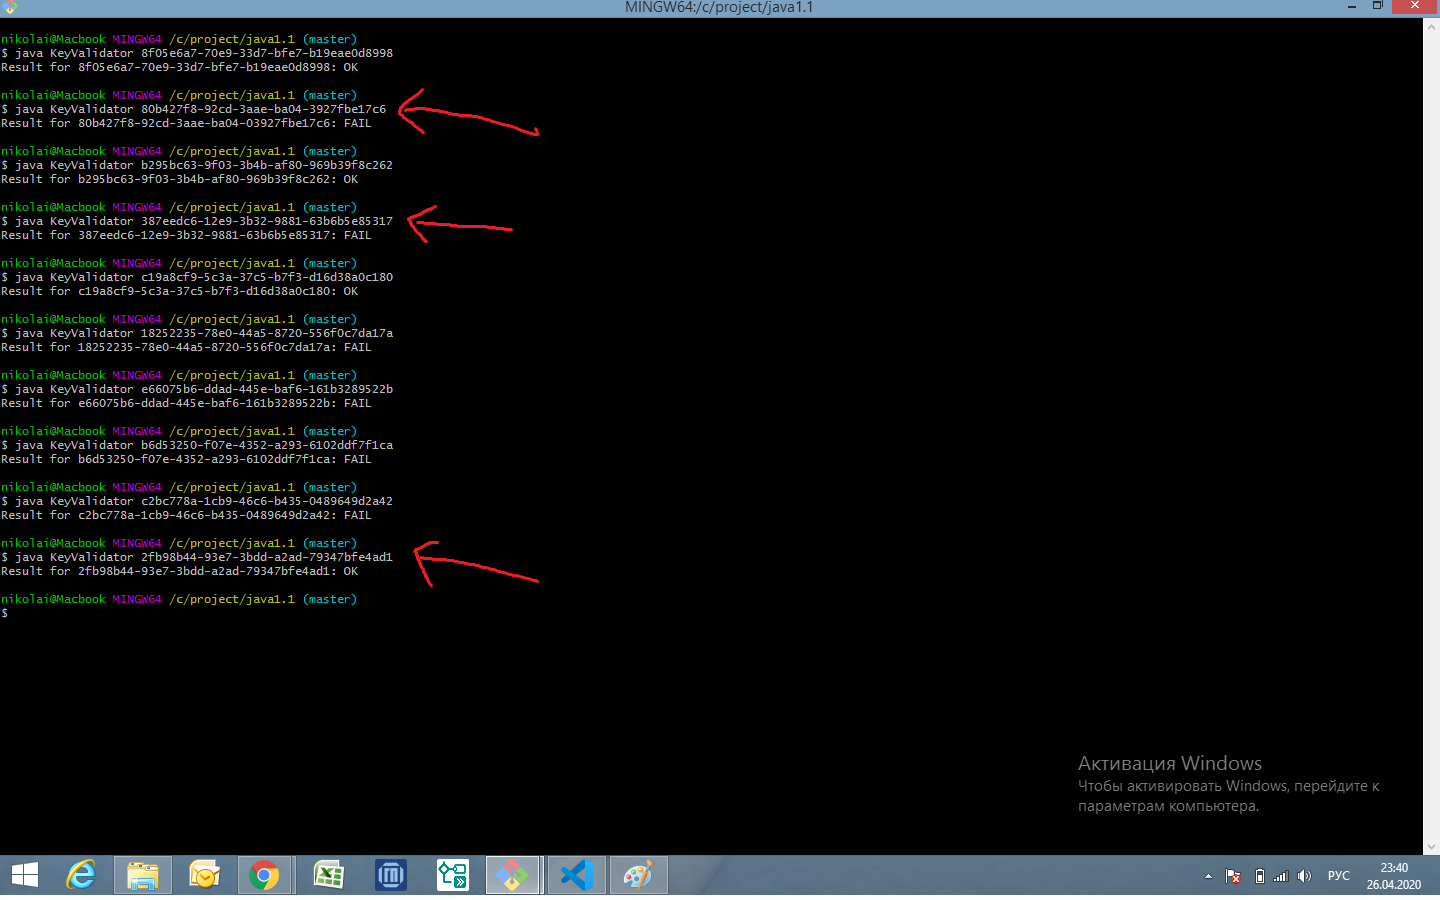 MINGW64:/c/project/java1.1
nikolai@Macbook MINGW64 /c/project/java1.1 (master)
$ java KeyValidator 8f05e6a7-70e9-33d7-bfe7-b19eae0d8998
Result for 8f05e6a7-70e9-33d7-bfe7-b19eae0d8998: OK
nikolai@Macbook MINGW64 /c/project/java1.1 (master)
$ java KeyValidator 80b427f8-92cd-3aae-ba04-3927fbe17c6
Result for 80b427f8-92cd-3aae-ba04-03927fbe17c6: FAIL
nikolai@Macbook MINGW64 /c/project/java1.1 (master)
$ java KeyValidator b295bc63-9f03-3b4b-af80-969b39f8c262
Result for b295bc63-9f03-3b4b-af80-969b39f8c262: OK
nikolai@Macbook MINGW64 /c/project/java1.1 (master)
$ java KeyValidator 387eedc6-12e9-3b32-9881-63b6b5e85317
Result for 387eedc6-12e9-3b32-9881-63b6b5e85317: FAIL
nikolai@Macbook MINGW64 /c/project/java1.1 (master)
$ java KeyValidator c19a8cf9-5c3a-37c5-b7f3-d16d38a0c180
Result for c19a8cf9-5c3a-37c5-b7f3-d16d38a0c180: OK
nikolai@Macbook MINGW64 /c/project/java1.1 (master)
$ java KeyValidator 18252235-78e0-44a5-8720-556f0c7da17a
Result for 18252235-78e0-44a5-8720-556f0c7da17a: FAIL
nikolai@Macbook MINGW64 /c/project/java1.1 (master)
$ java KeyValidator e66075b6-ddad-445e-baf6-161b3289522b
Result for e66075b6-ddad-445e-baf6-161b3289522b: FAIL
nikolai@Macbook MINGW64 /c/project/java1.1 (master)
$ java KeyValidator b6d53250-f07e-4352-a293-6102ddf7f1ca
Result for b6d53250-f07e-4352-a293-6102ddf7f1ca: FAIL
nikolai@Macbook MINGW64 /c/project/java1.1 (master)
$ java KeyValidator c2bc778a-1cb9-46c6-b435-0489649d2a42
Result for c2bc778a-1cb9-46c6-b435-0489649d2a42: FAIL
nikolai@Macbook MINGW64 /c/project/java1.1 (master)
$ java KeyValidator 2fb98b44-93e7-3bdd-a2ad-79347bfe4ad1
Result for 2fb98b44-93e7-3bdd-a2ad-79347bfe4ad1: OK
nikolai@Macbook MINGW64 /c/project/java1.1 (master)
$
Активация Windows
Чтобы активировать Windows, перейдите к
параметрам компьютера.
РУС
23:40
26.04.2020